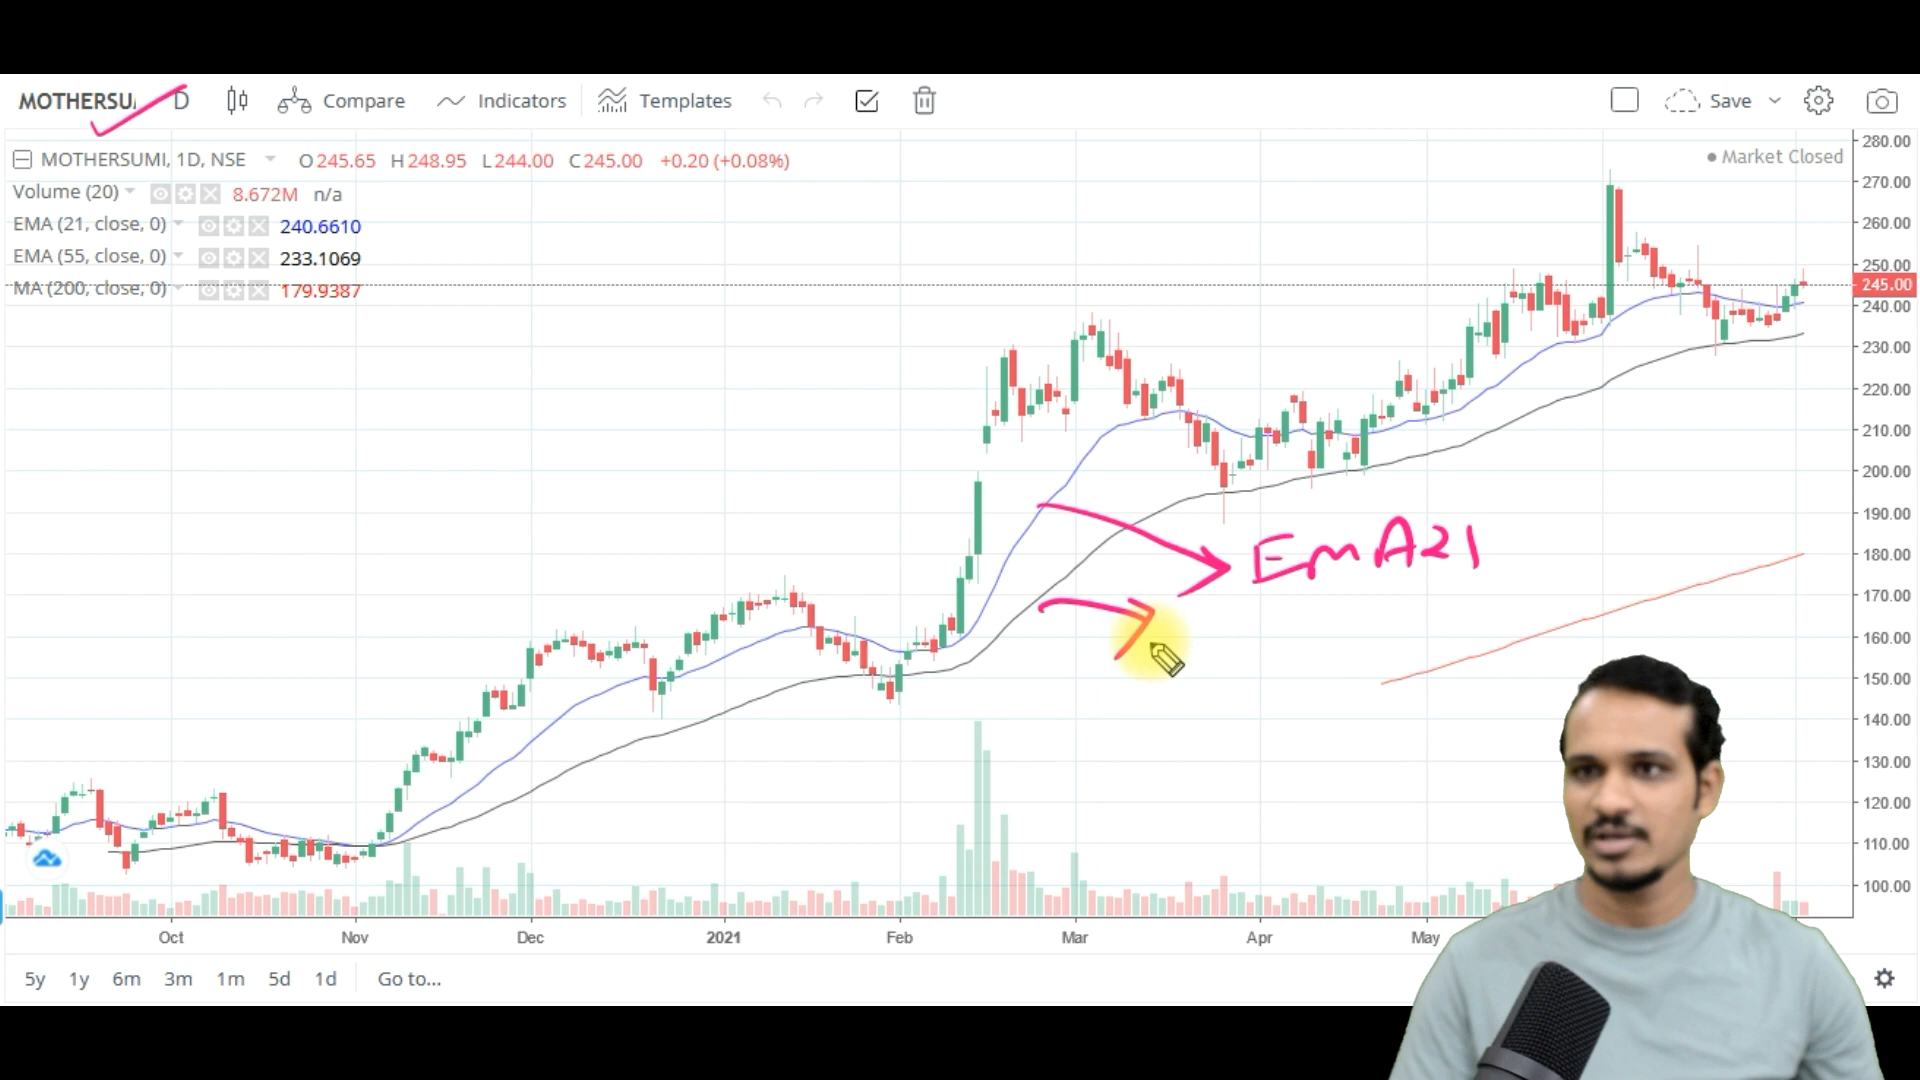 MOTHERSU D Compare Indicators Templates Save
MOTHERSUMI, 1D, NSE O 245.65 H 248.95 L 244.00 C 245.00 +0.20 (+0.08%)
Market Closed
Volume (20) 8.672M n/a
EMA (21, close, 0) 240.6610
EMA (55, close, 0) 233.1069
MA (200, close, 0) 179.9387
280.00
270.00
260.00
250.00
245.00
240.00
230.00
220.00
210.00
200.00
190.00
180.00
170.00
160.00
150.00
140.00
130.00
120.00
110.00
100.00
EmA21
Oct Nov Dec 2021 Feb Mar Apr May
5y 1y 6m 3m 1m 5d 1d Go to...